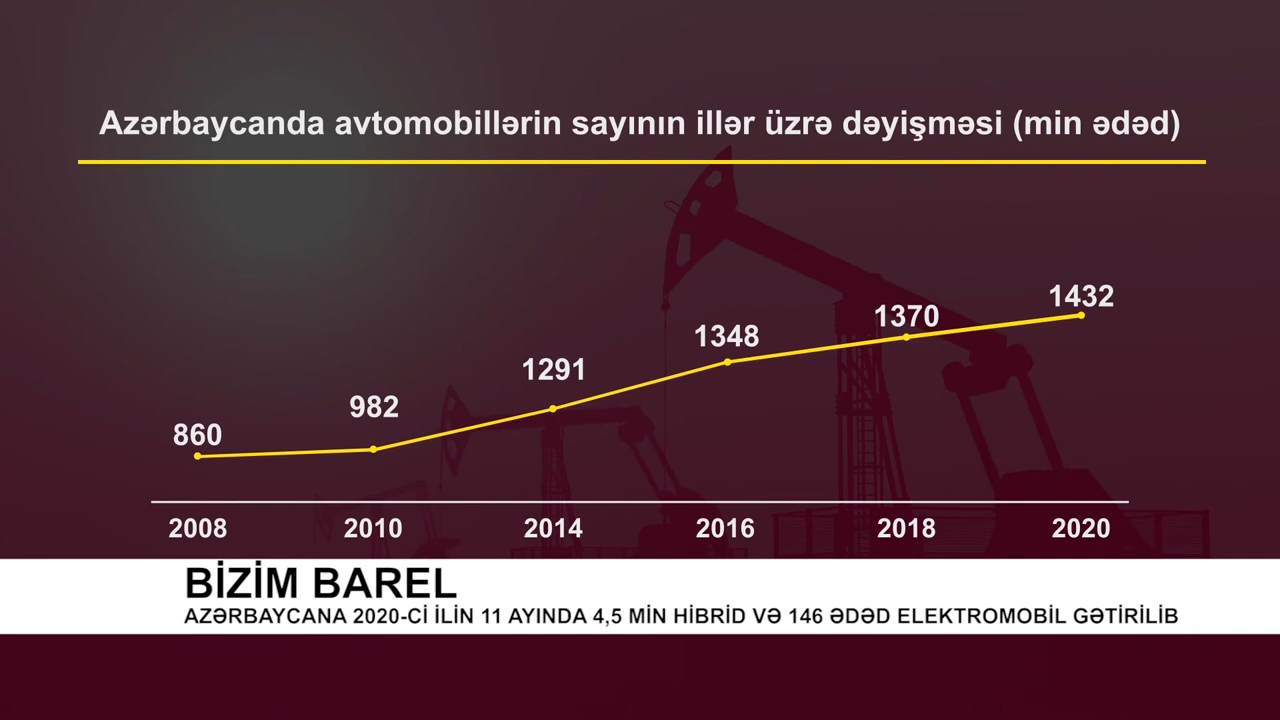 Azərbaycanda avtomobillərin sayının illər üzrə dəyişməsi (min ədəd)
860
982
1291
1348
1370
1432
2008 2010 2014 2016 2018 2020
BİZİM BAREL
AZƏRBAYCANA 2020-Cİ İLİN 11 AYINDA 4,5 MİN HİBRİD VƏ 146 ƏDƏD ELEKTROMOBİL GƏTİRİLİB